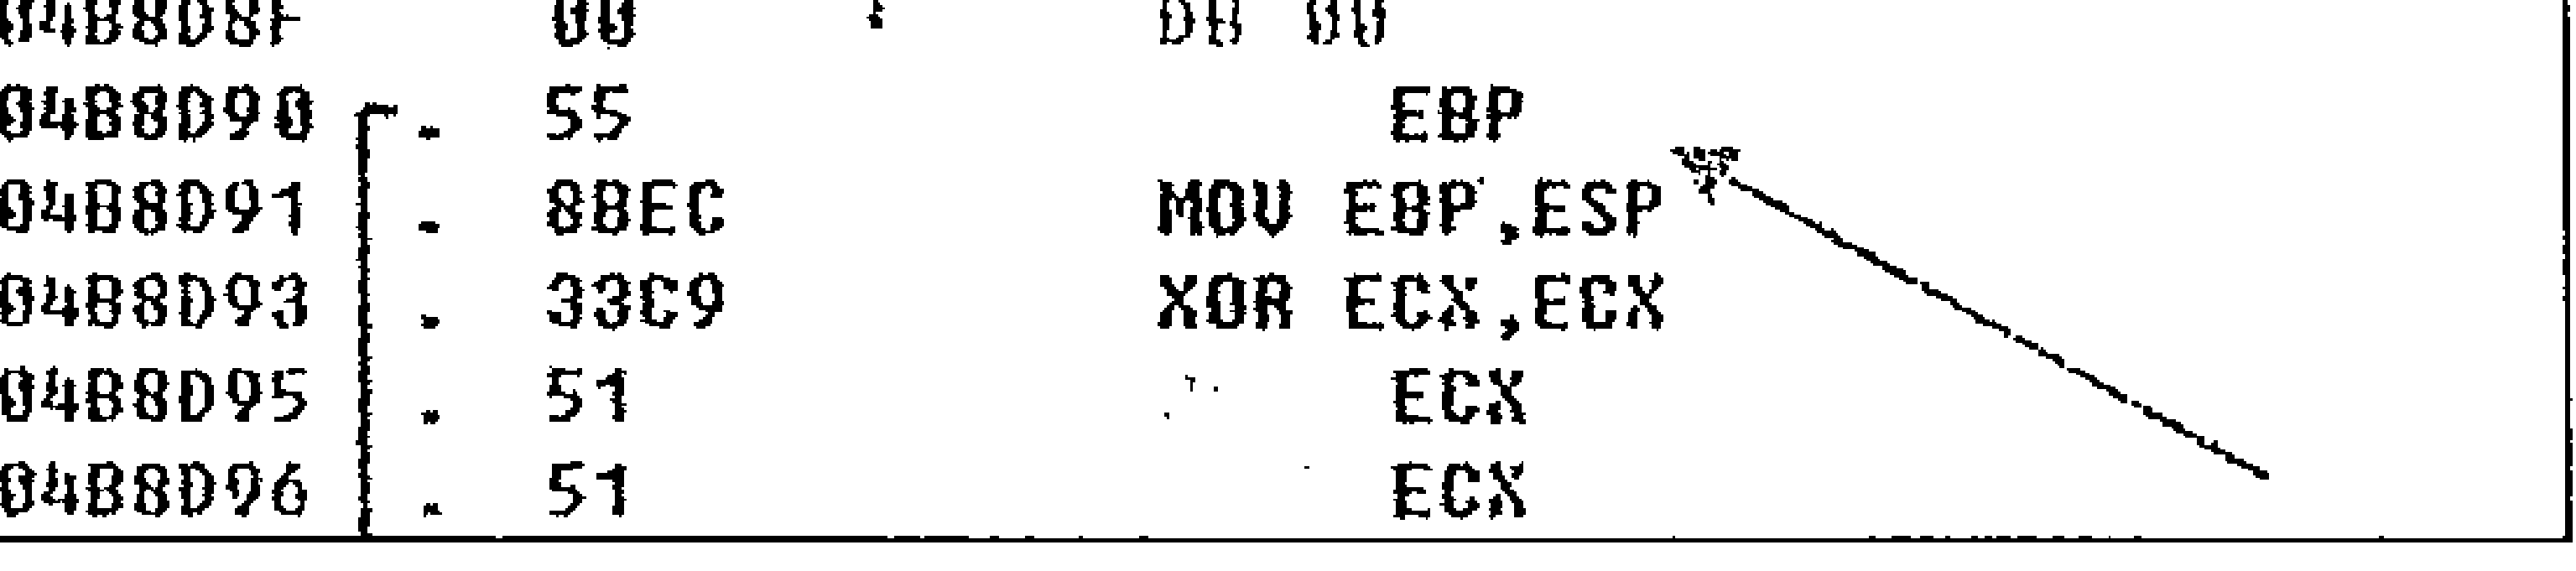 04B8D8F 00 : DB 00
04B8D90 . 55 EBP
04B8D91 . 8BEC MOV EBP,ESP
04B8D93 . 33C9 XOR ECX,ECX
04B8D95 . 51 ECX
04B8D96 . 51 ECX